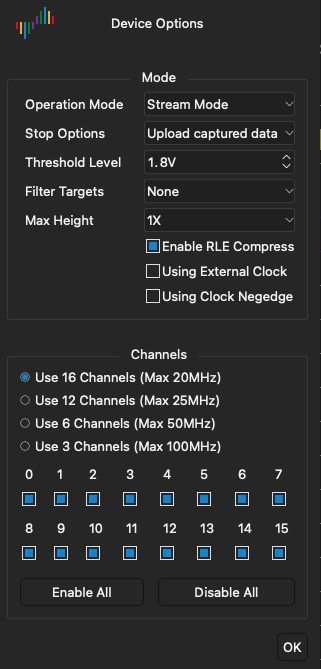 Device Options
Mode
Operation Mode Stream Mode
Stop Options Upload captured data
Threshold Level 1.8V
Filter Targets None
Max Height 1X
Enable RLE Compress
Using External Clock
Using Clock Negedge
Channels
Use 16 Channels (Max 20MHz)
Use 12 Channels (Max 25MHz)
Use 6 Channels (Max 50MHz)
Use 3 Channels (Max 100MHz)
0 1 2 3 4 5 6 7
8 9 10 11 12 13 14 15
Enable All Disable All
OK